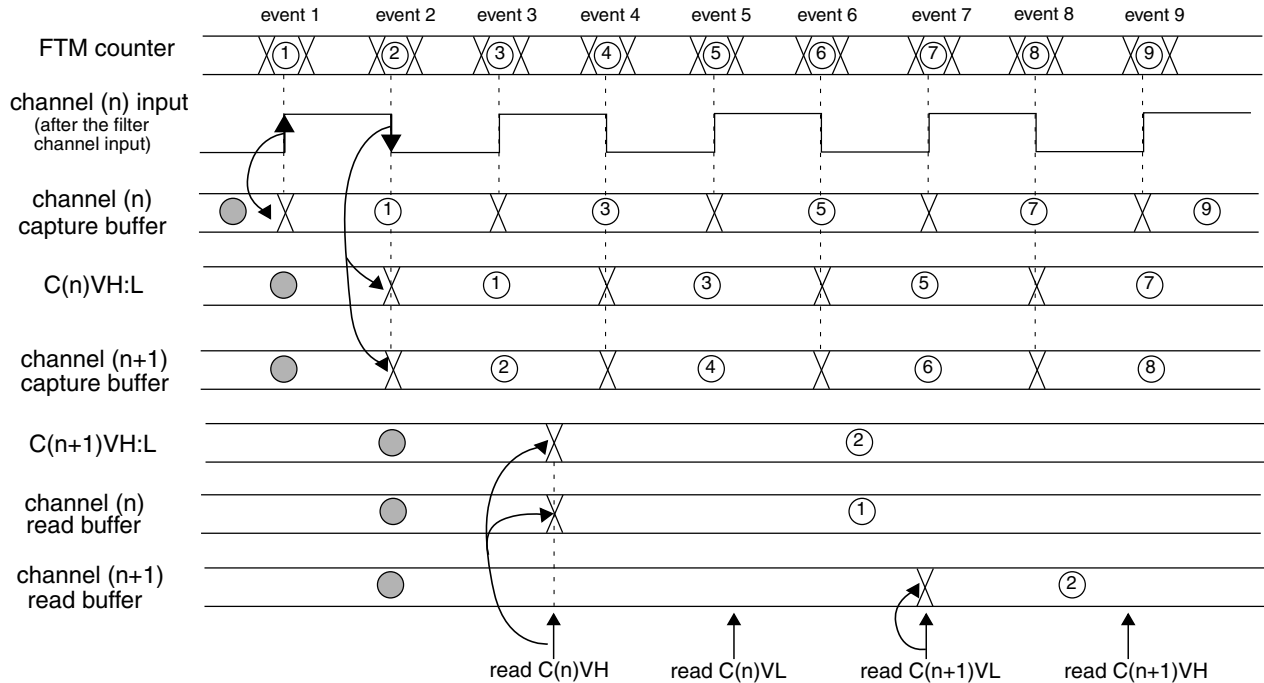 event 1 event 2 event 3 event 4 event 5 event 6 event 7 event 8 event 9
FTM counter 1 2 3 4 5 6 7 8 9
channel (n) input
(after the filter
channel input)
channel (n)
capture buffer
1 3 5 7 9
C(n)VH:L 1 3 5 7
channel (n+1)
capture buffer
2 4 6 8
C(n+1)VH:L 2
channel (n)
read buffer
1
channel (n+1)
read buffer
2
read C(n)VH read C(n)VL read C(n+1)VL read C(n+1)VH